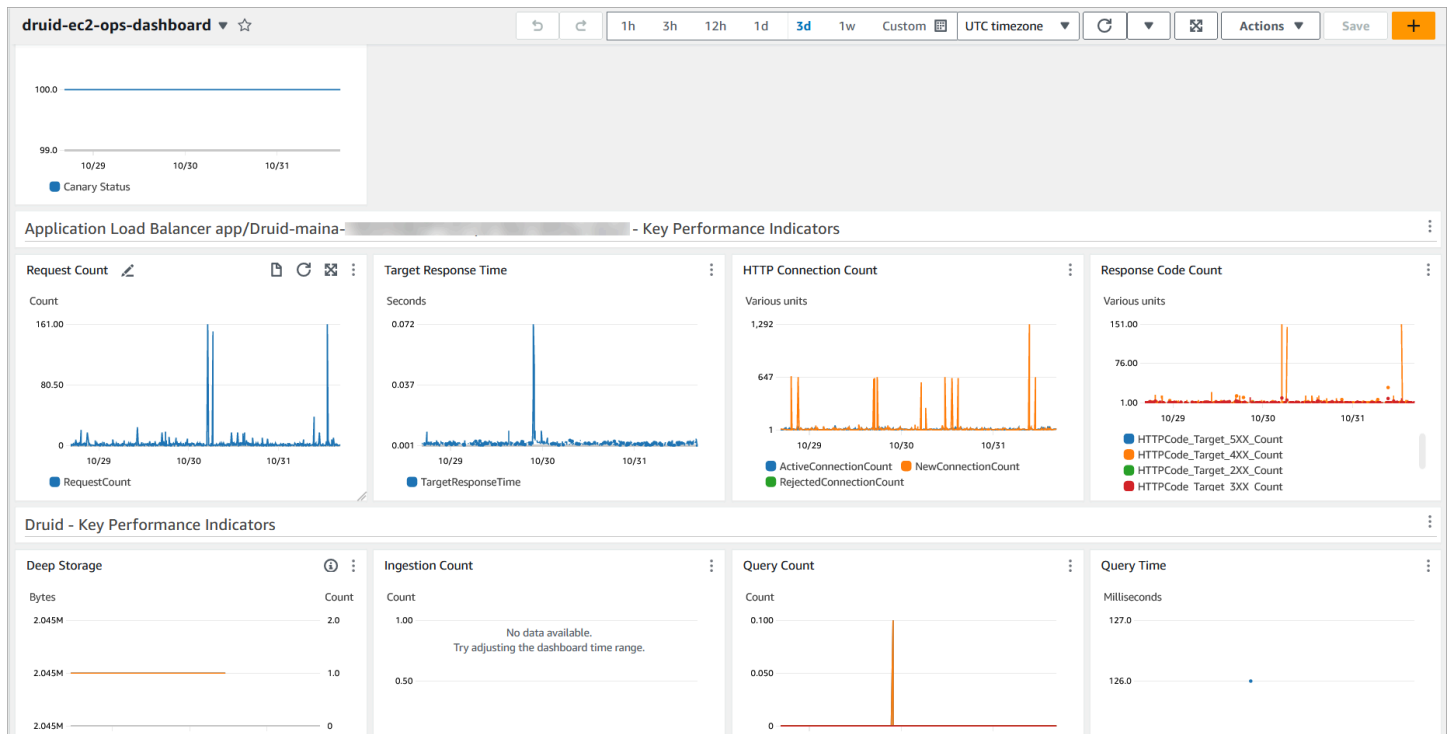 druid-ec2-ops-dashboard
1h 3h 12h 1d 3d 1w Custom UTC timezone Actions Save
100.0
99.0
10/29 10/30 10/31
Canary Status
Application Load Balancer app/Druid-maina- - Key Performance Indicators
Request Count
Count
161.00
80.50
0
10/29 10/30 10/31
RequestCount
Target Response Time
Seconds
0.072
0.037
0.001
10/29 10/30 10/31
TargetResponseTime
HTTP Connection Count
Various units
1,292
647
1
10/29 10/30 10/31
ActiveConnectionCount NewConnectionCount
RejectedConnectionCount
Response Code Count
Various units
151.00
76.00
1.00
10/29 10/30 10/31
HTTPCode_Target_5XX_Count
HTTPCode_Target_4XX_Count
HTTPCode_Target_2XX_Count
HTTPCode_Target_3XX_Count
Druid - Key Performance Indicators
Deep Storage
Bytes Count
2.045M 2.0
2.045M 1.0
2.045M 0
Ingestion Count
Count
1.00
No data available.
Try adjusting the dashboard time range.
0.50
Query Count
Count
0.100
0.050
0
Query Time
Milliseconds
127.0
126.0